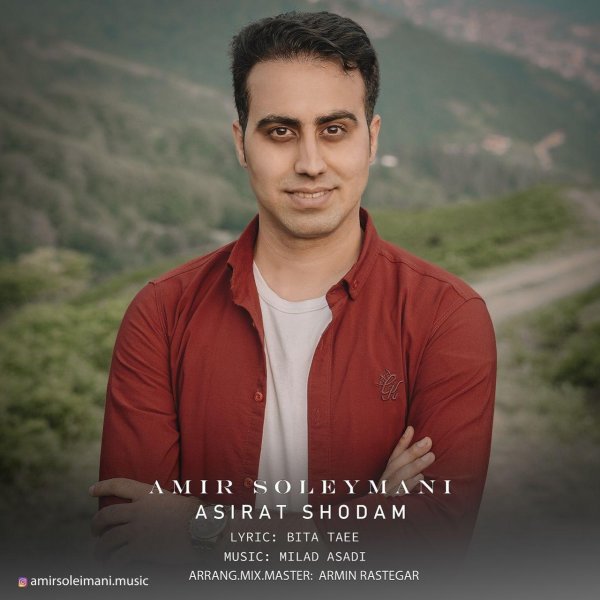 AMIR SOLEYMANI
ASIRAT SHODAM
LYRIC: BITA TAEE
MUSIC: MILAD ASADI
ARRANG.MIX.MASTER: ARMIN RASTEGAR
amirsoleimani.music